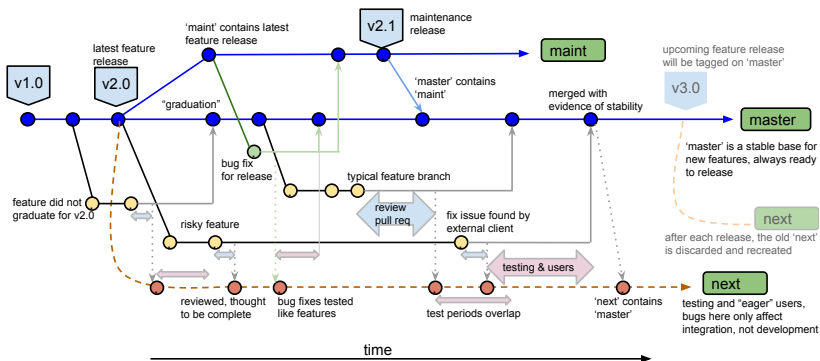 'maint' contains latest
feature release
v2.1
maintenance
release
maint
upcoming feature release
will be tagged on 'master'
latest feature
release
v1.0
v2.0
v3.0
'master' contains
'maint'
"graduation"
merged with
evidence of stability
master
bug fix
for release
typical feature branch
'master' is a stable base for
new features, always ready
to release
feature did not
graduate for v2.0
review
pull req
next
risky feature
fix issue found by
external client
after each release, the old 'next'
is discarded and recreated
testing & users
next
reviewed, thought
to be complete
bug fixes tested
like features
test periods overlap
'next' contains
'master'
testing and "eager" users,
bugs here only affect
integration, not development
time